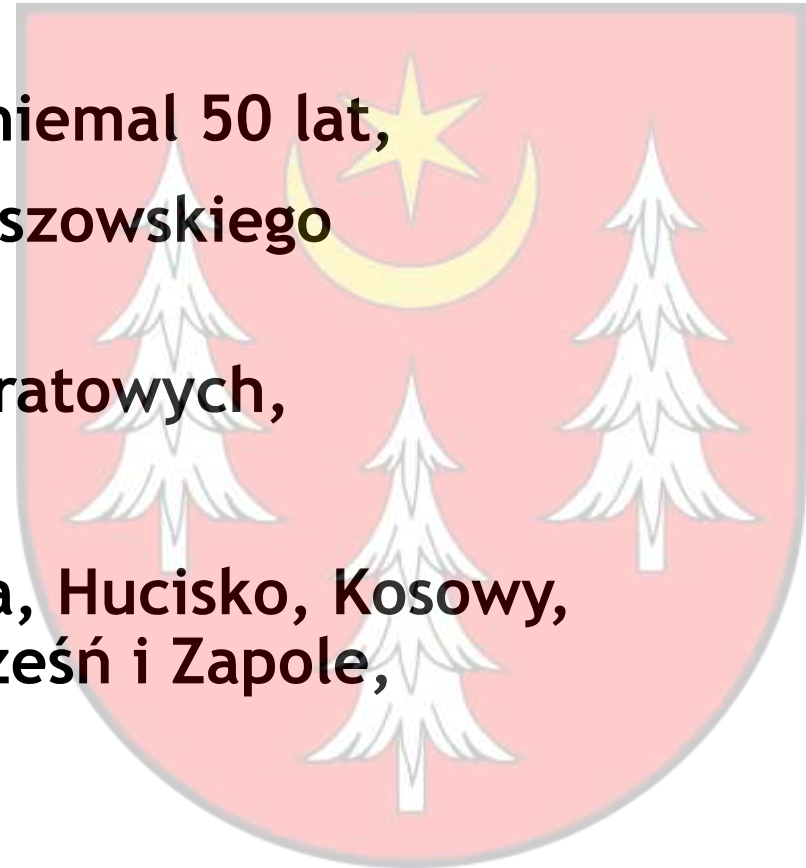 niemal 50 lat,
szowskiego
ratowych,
a, Hucisko, Kosowy,
ześń i Zapole,